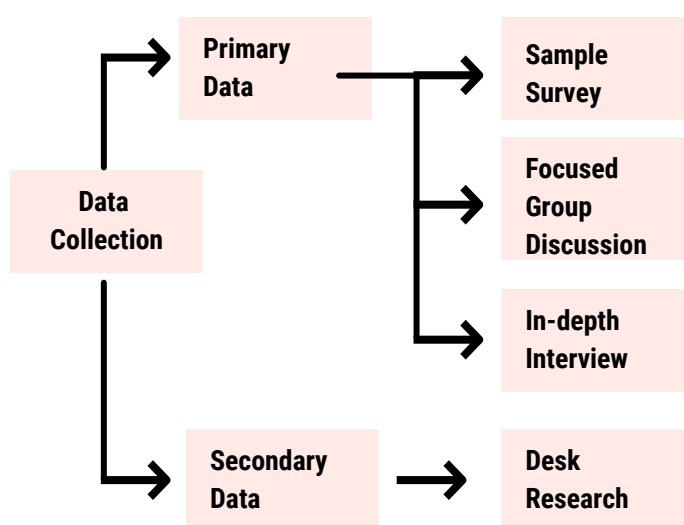 Primary
Data
Sample
Survey
Focused
Group
Discussion
Data
Collection
In-depth
Interview
Secondary
Data
Desk
Research